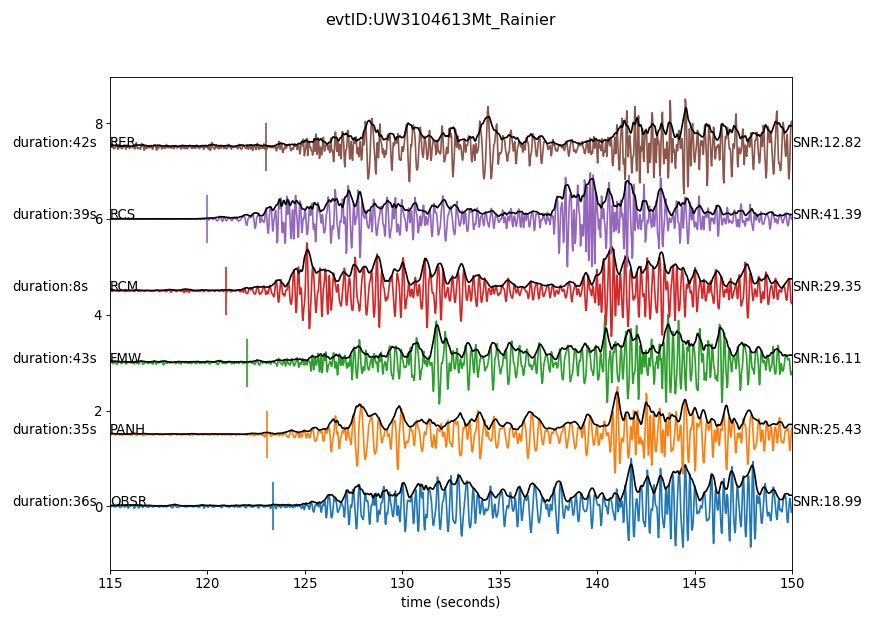 evtID:UW3104613Mt_Rainier
8
duration:42s RER SNR:12.82
duration:39s RCS SNR:41.39
6
duration:8s RCM SNR:29.35
4
duration:43s FMW SNR:16.11
2
duration:35s PANH SNR:25.43
duration:36s OBSR SNR:18.99
0
115 120 125 130 135 140 145 150
time (seconds)